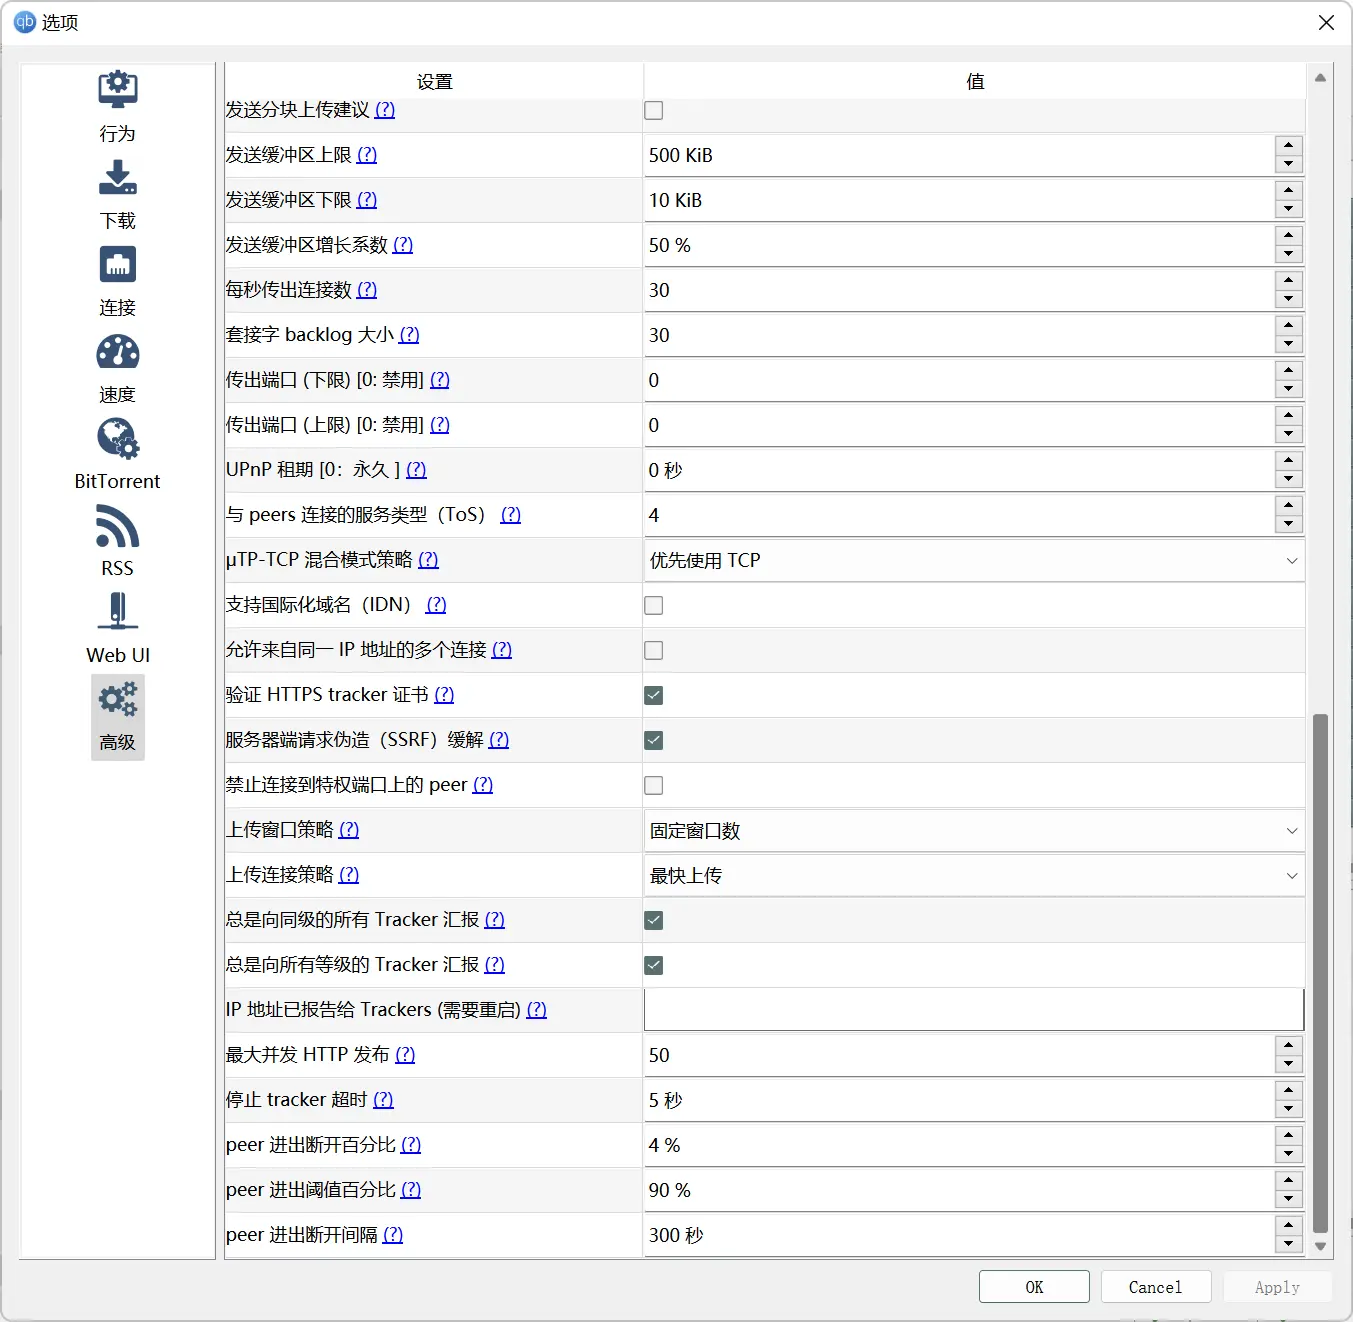 qb 选项
行为
下载
连接
速度
BitTorrent
RSS
Web UI
高级
设置 值
发送分块上传建议 (?)
发送缓冲区上限 (?) 500 KiB
发送缓冲区下限 (?) 10 KiB
发送缓冲区增长系数 (?) 50 %
每秒传出连接数 (?) 30
套接字 backlog 大小 (?) 30
传出端口 (下限) [0: 禁用] (?) 0
传出端口 (上限) [0: 禁用] (?) 0
UPnP 租期 [0：永久 ] (?) 0 秒
与 peers 连接的服务类型（ToS） (?) 4
μTP-TCP 混合模式策略 (?) 优先使用 TCP
支持国际化域名（IDN） (?)
允许来自同一 IP 地址的多个连接 (?)
验证 HTTPS tracker 证书 (?)
服务器端请求伪造（SSRF）缓解 (?)
禁止连接到特权端口上的 peer (?)
上传窗口策略 (?) 固定窗口数
上传连接策略 (?) 最快上传
总是向同级的所有 Tracker 汇报 (?)
总是向所有等级的 Tracker 汇报 (?)
IP 地址已报告给 Trackers (需要重启) (?)
最大并发 HTTP 发布 (?) 50
停止 tracker 超时 (?) 5 秒
peer 进出断开百分比 (?) 4 %
peer 进出阈值百分比 (?) 90 %
peer 进出断开间隔 (?) 300 秒
OK Cancel Apply